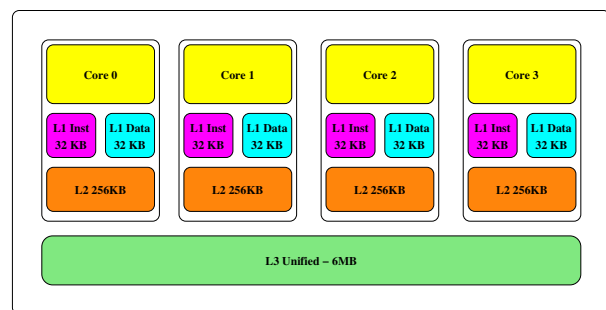 Core 0
Core 1
Core 2
Core 3
L1 Inst
32 KB
L1 Data
32 KB
L1 Inst
32 KB
L1 Data
32 KB
L1 Inst
32 KB
L1 Data
32 KB
L1 Inst
32 KB
L1 Data
32 KB
L2 256KB
L2 256KB
L2 256KB
L2 256KB
L3 Unified – 6MB